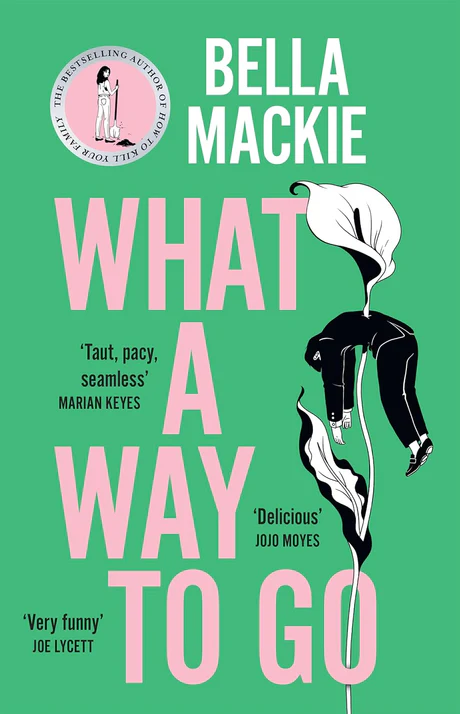 THE BESTSELLING AUTHOR OF HOW TO KILL YOUR FAMILY
BELLA
MACKIE
WHAT
A
WAY
TO GO
‘Taut, pacy,
seamless’
MARIAN KEYES
‘Delicious’
JOJO MOYES
‘Very funny’
JOE LYCETT